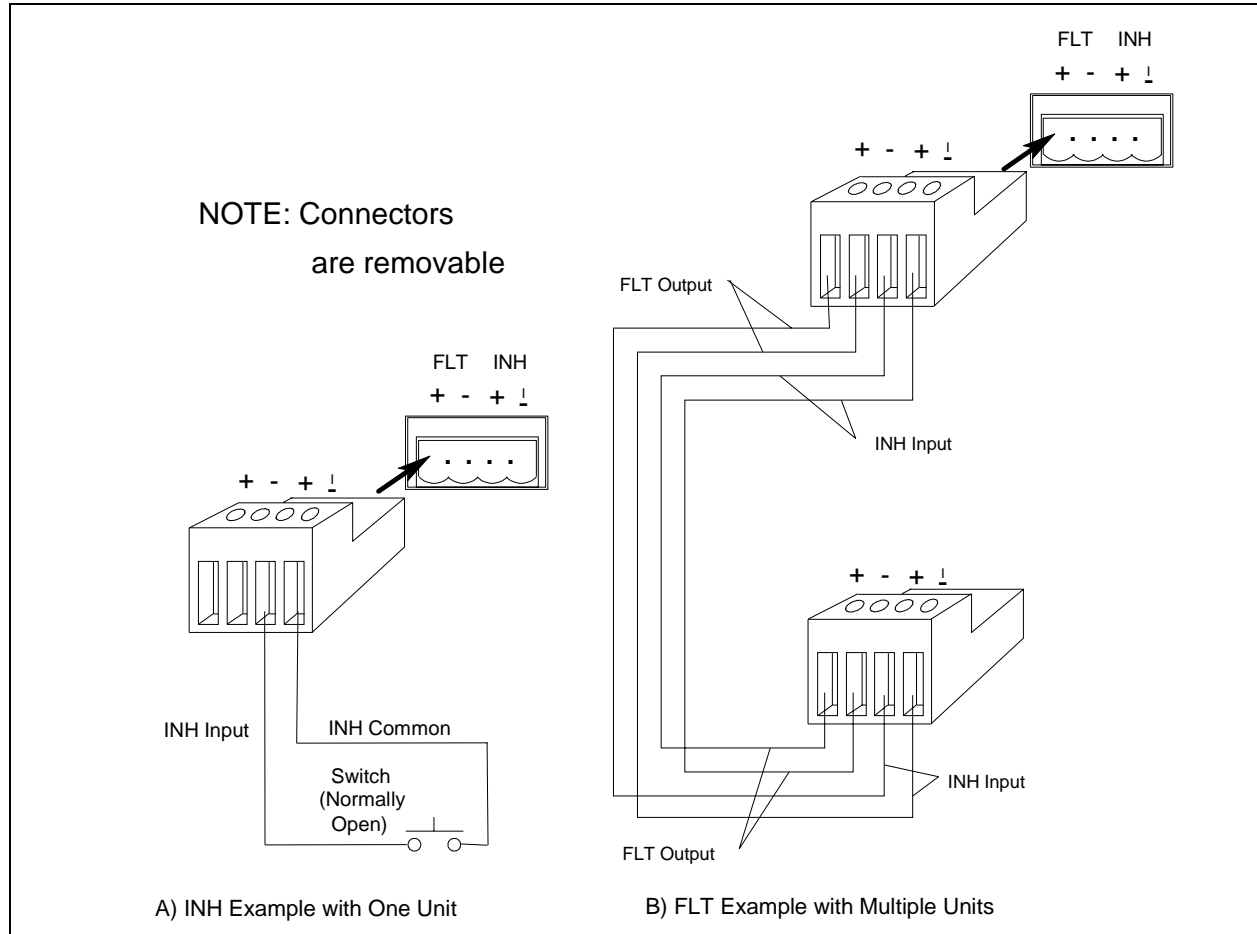 NOTE: Connectors
are removable
FLT INH
+ - + ⏊
+ - + ⏊
INH Input
INH Common
Switch
(Normally
Open)
A) INH Example with One Unit
FLT INH
+ - + ⏊
+ - + ⏊
FLT Output
INH Input
+ - + ⏊
INH Input
FLT Output
B) FLT Example with Multiple Units